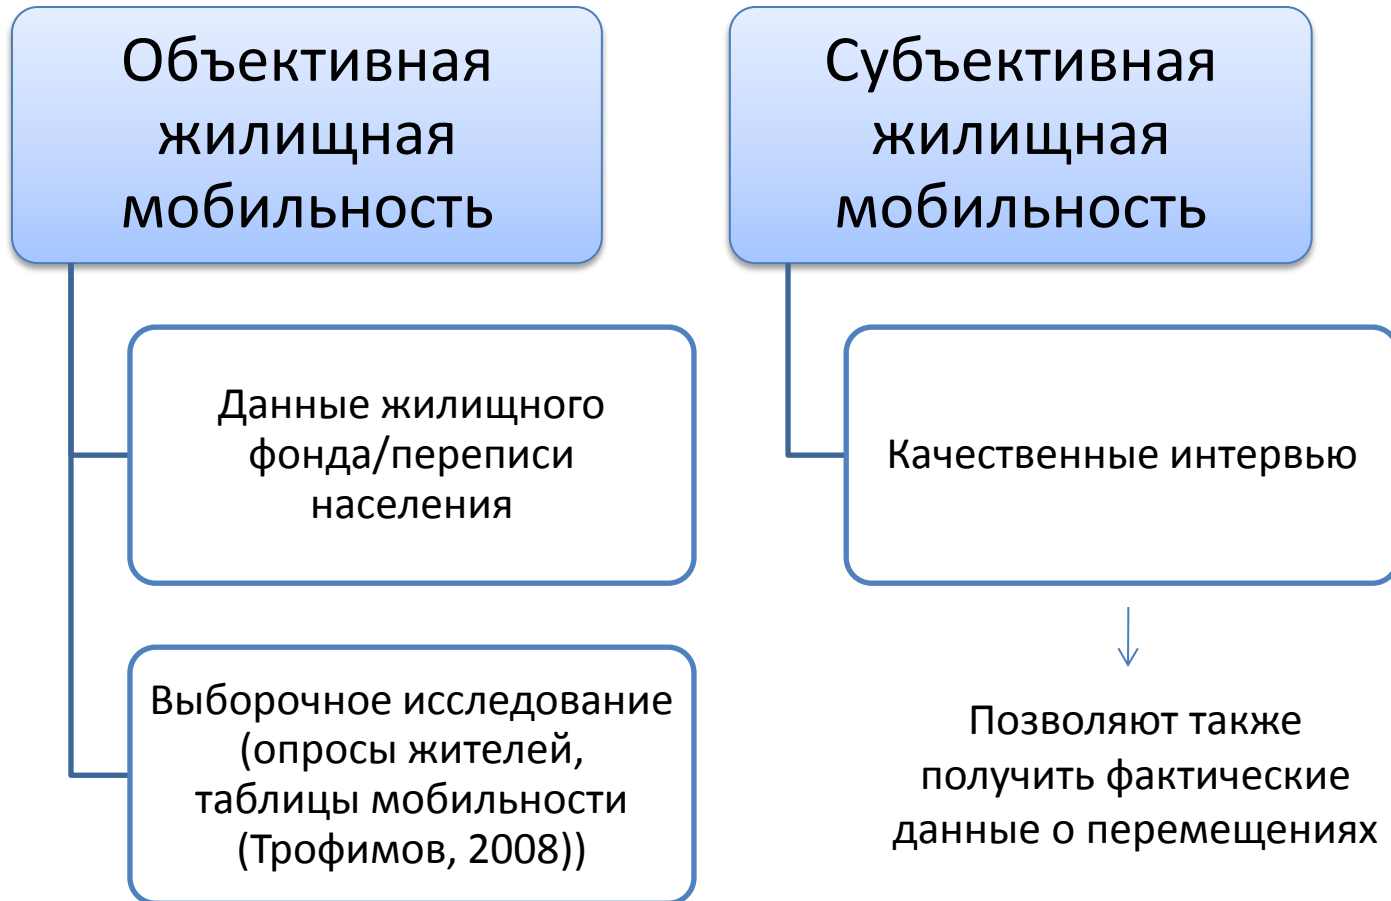 Объективная
жилищная
мобильность
Данные жилищного
фонда/переписи
населения
Выборочное исследование
(опросы жителей,
таблицы мобильности
(Трофимов, 2008))
Субъективная
жилищная
мобильность
Качественные интервью
Позволяют также
получить фактические
данные о перемещениях